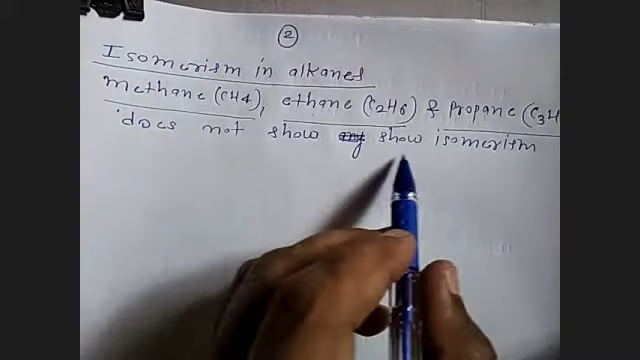 2
Isomerism in alkanes
methane (CH4), ethane (C2H6) & propane (C3H
does not show show isomerism